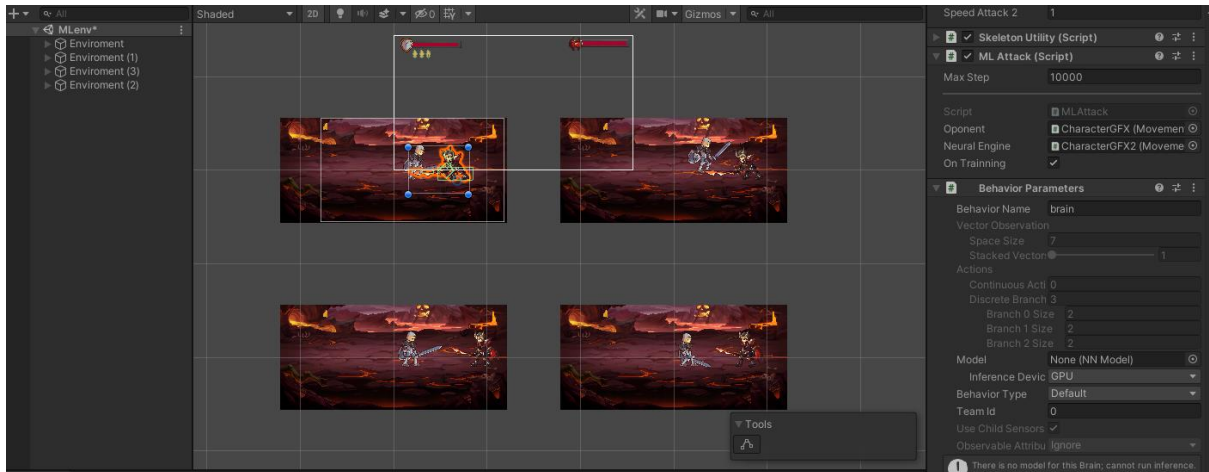 All
MLenv*
Enviroment
Enviroment (1)
Enviroment (3)
Enviroment (2)
Shaded
2D
0
Gizmos
All
Tools
Speed Attack 2 1
Skeleton Utility (Script)
ML Attack (Script)
Max Step 10000
Script MLAttack
Oponent CharacterGFX (Movemen
Neural Engine CharacterGFX2 (Moveme
On Trainning
Behavior Parameters
Behavior Name brain
Vector Observation
Space Size 7
Stacked Vector 1
Actions
Continuous Acti 0
Discrete Branch 3
Branch 0 Size 2
Branch 1 Size 2
Branch 2 Size 2
Model None (NN Model)
Inference Devic GPU
Behavior Type Default
Team Id 0
Use Child Sensors
Observable Attribu Ignore
There is no model for this Brain; cannot run inference.